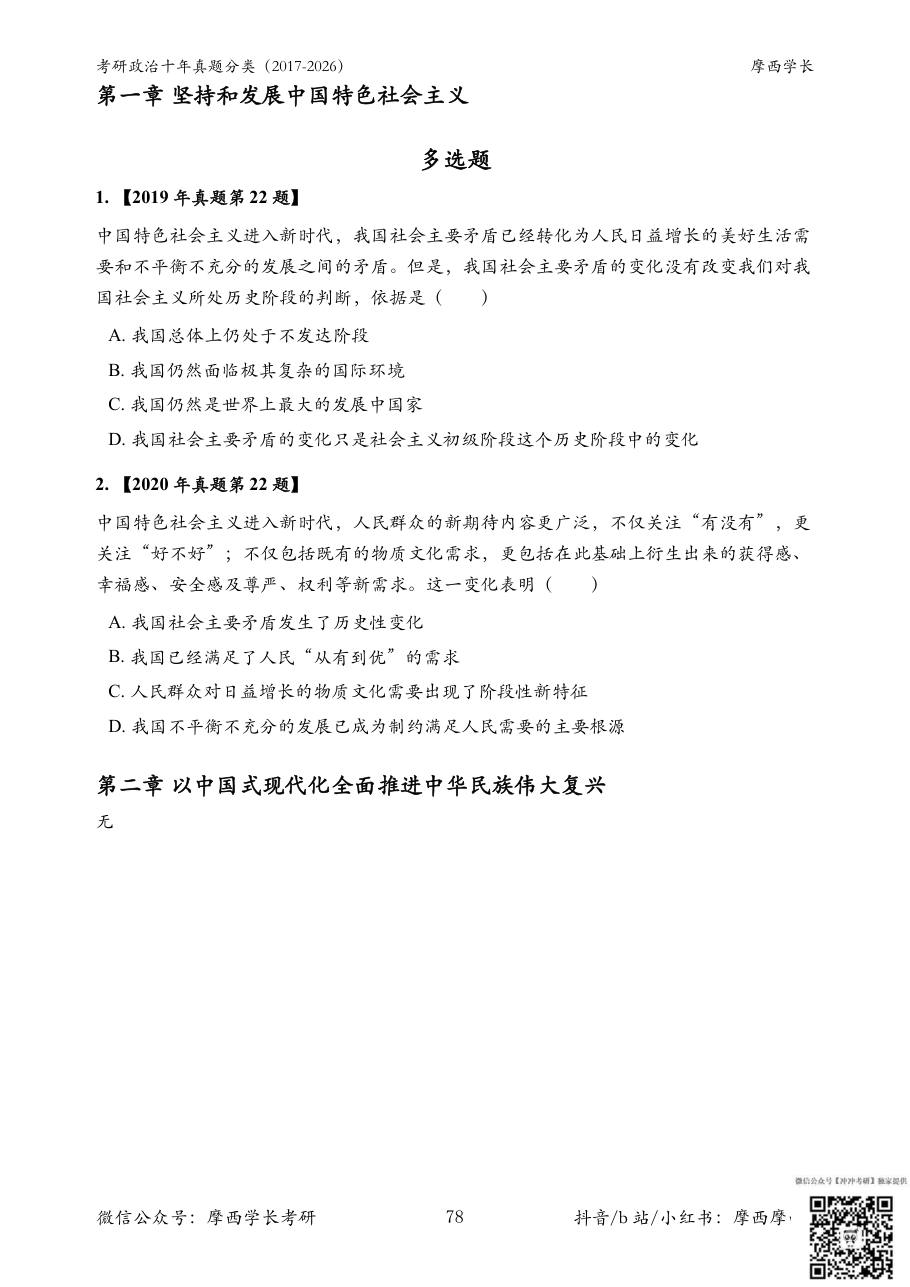 考研政治十年真题分类（2017-2026） 摩西学长
第一章 坚持和发展中国特色社会主义
多选题
1. 【2019 年真题第 22 题】
中国特色社会主义进入新时代，我国社会主要矛盾已经转化为人民日益增长的美好生活需
要和不平衡不充分的发展之间的矛盾。但是，我国社会主要矛盾的变化没有改变我们对我
国社会主义所处历史阶段的判断，依据是（　　）
A. 我国总体上仍处于不发达阶段
B. 我国仍然面临极其复杂的国际环境
C. 我国仍然是世界上最大的发展中国家
D. 我国社会主要矛盾的变化只是社会主义初级阶段这个历史阶段中的变化
2. 【2020 年真题第 22 题】
中国特色社会主义进入新时代，人民群众的新期待内容更广泛，不仅关注“有没有”，更
关注“好不好”；不仅包括既有的物质文化需求，更包括在此基础上衍生出来的获得感、
幸福感、安全感及尊严、权利等新需求。这一变化表明（　　）
A. 我国社会主要矛盾发生了历史性变化
B. 我国已经满足了人民“从有到优”的需求
C. 人民群众对日益增长的物质文化需要出现了阶段性新特征
D. 我国不平衡不充分的发展已成为制约满足人民需要的主要根源
第二章 以中国式现代化全面推进中华民族伟大复兴
无
微信公众号【冲冲考研】独家提供
微信公众号：摩西学长考研 78 抖音/b 站/小红书：摩西摩